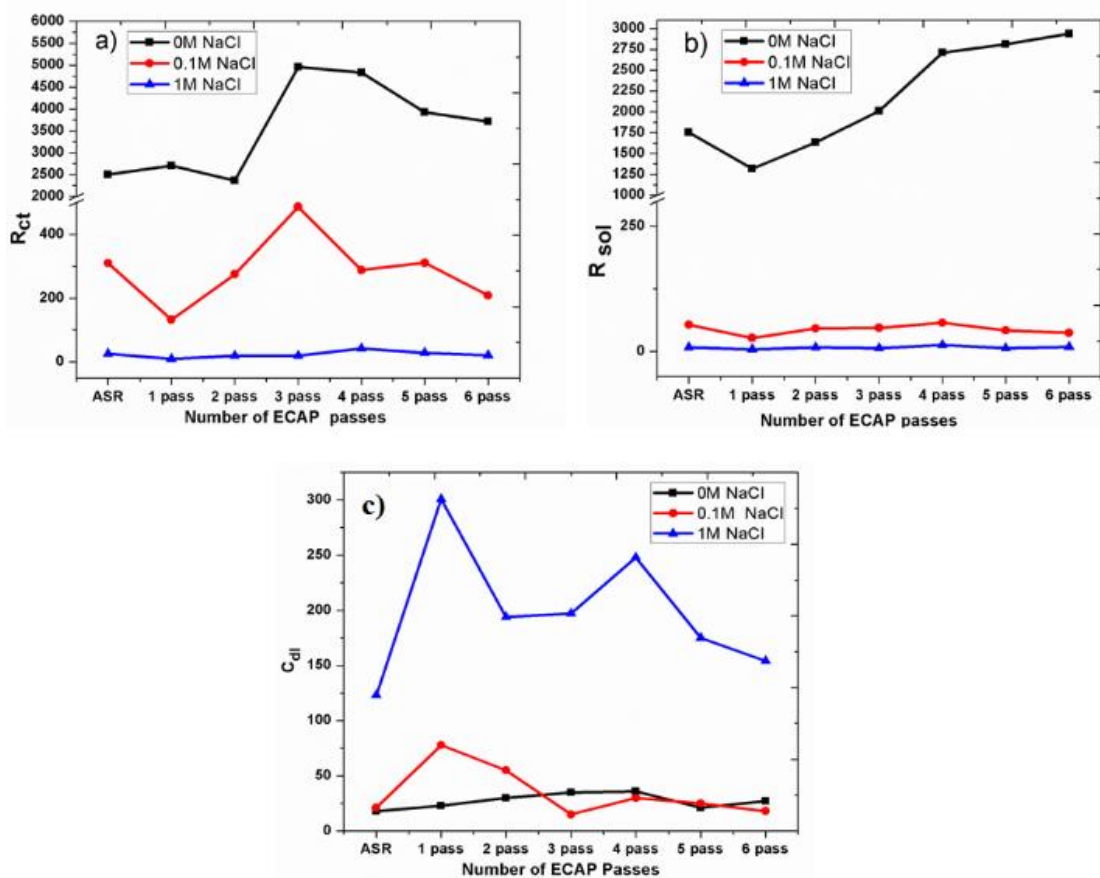 a)
0M NaCl
0.1M NaCl
1M NaCl
6000
5500
5000
4500
4000
3500
3000
2500
2000
400
200
0
Rct
ASR 1 pass 2 pass 3 pass 4 pass 5 pass 6 pass
Number of ECAP passes
b)
0M NaCl
0.1M NaCl
1M NaCl
3000
2750
2500
2250
2000
1750
1500
1250
1000
250
0
R sol
ASR 1 pass 2 pass 3 pass 4 pass 5 pass 6 pass
Number of ECAP passes
c)
0M NaCl
0.1M NaCl
1M NaCl
300
250
200
150
100
50
0
Cdl
ASR 1 pass 2 pass 3 pass 4 pass 5 pass 6 pass
Number of ECAP Passes